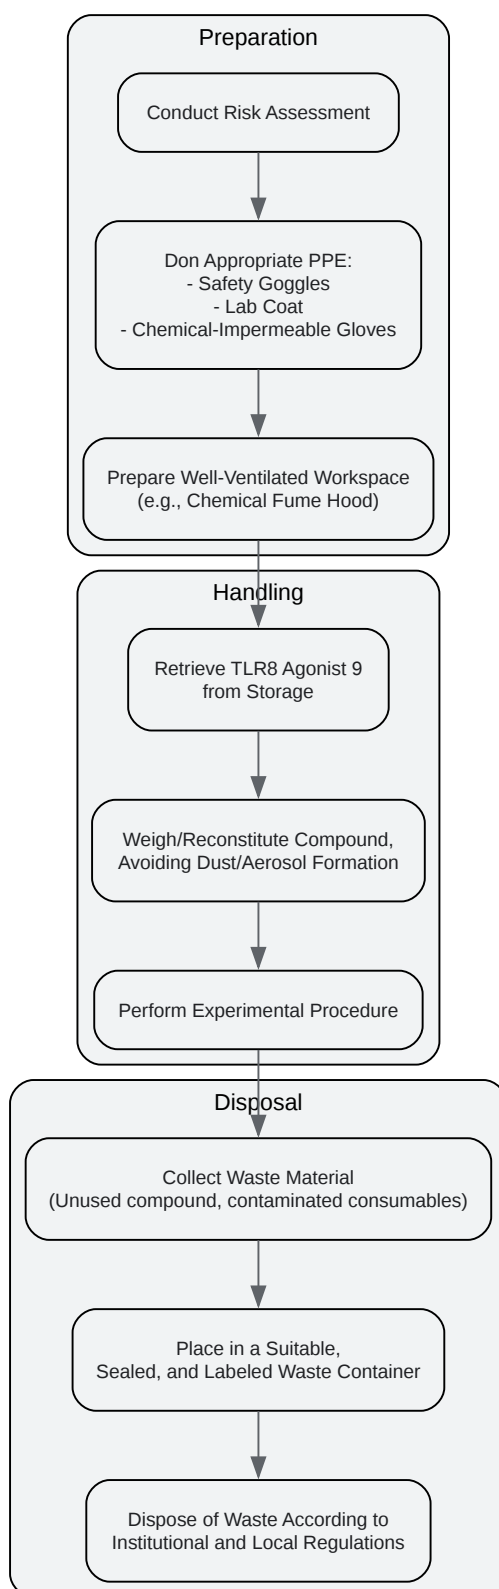 Preparation
Conduct Risk Assessment
Don Appropriate PPE:
- Safety Goggles
- Lab Coat
- Chemical-Impermeable Gloves
Prepare Well-Ventilated Workspace
(e.g., Chemical Fume Hood)
Handling
Retrieve TLR8 Agonist 9
from Storage
Weigh/Reconstitute Compound,
Avoiding Dust/Aerosol Formation
Perform Experimental Procedure
Disposal
Collect Waste Material
(Unused compound, contaminated consumables)
Place in a Suitable,
Sealed, and Labeled Waste Container
Dispose of Waste According to
Institutional and Local Regulations